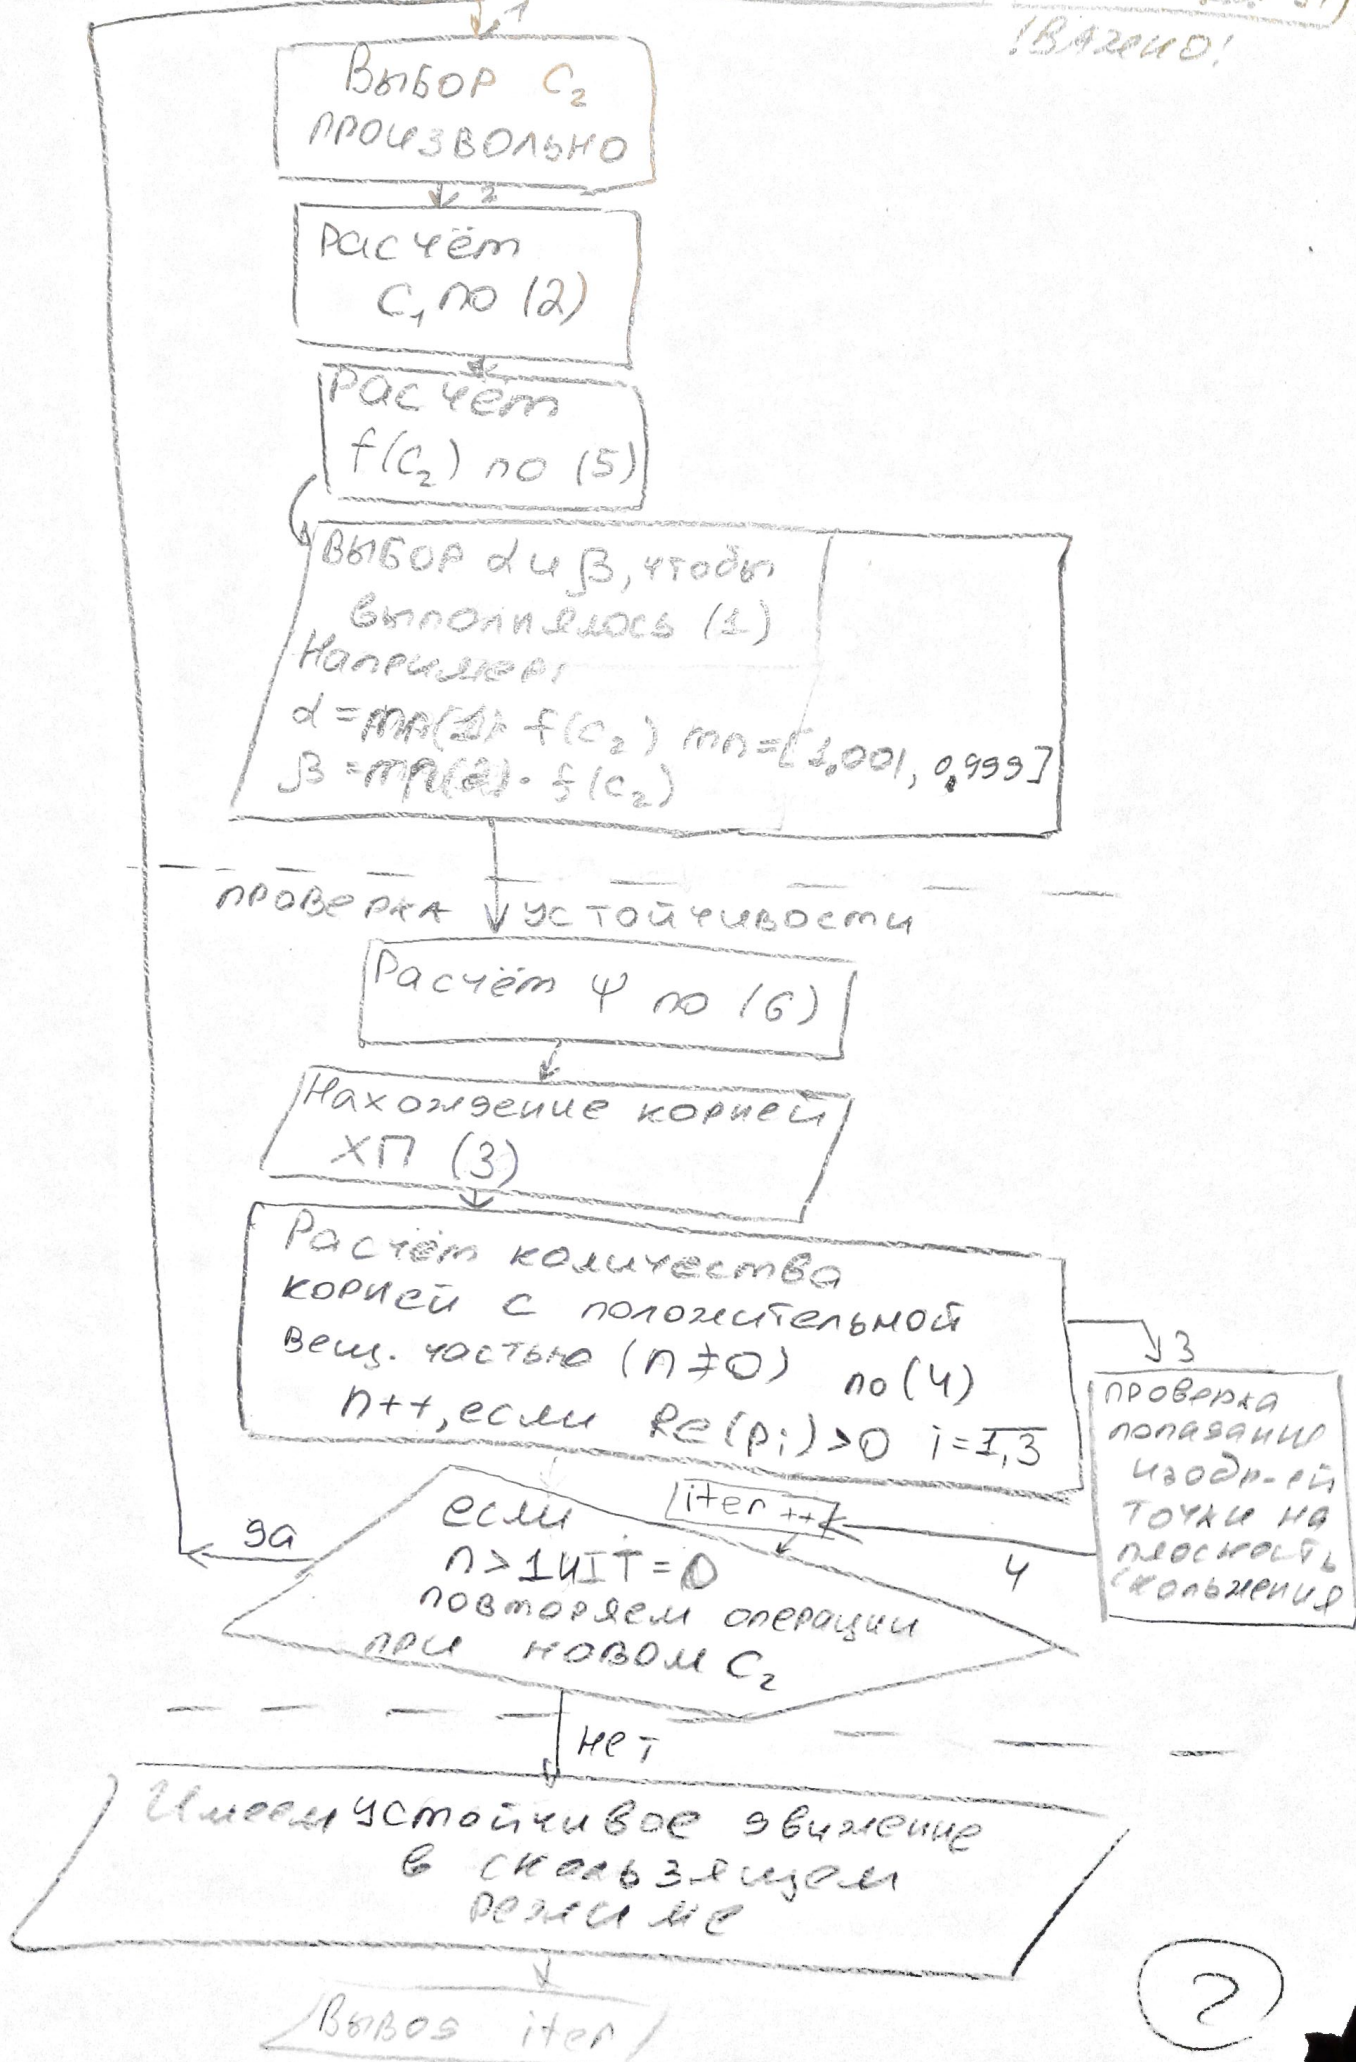 !ВАЖНО!
1
ВЫБОР C₂
ПРОИЗВОЛЬНО
2
Расчёт
C₁ по (2)
Расчёт
f(C₂) по (5)
ВЫБОР α и β, чтобы
выполнялось (1)
Например:
α = mn(1)· f(C₂) mn=[1,001, 0,999]
β = mn(2)· f(C₂)
ПРОВЕРКА УСТОЙЧИВОСТИ
Расчёт Ψ по (6)
Нахождение корней
ХП (3)
Расчёт количества
корней с положительной
вещ. частью (n≠0) по (4)
n++, если Re(pᵢ)>0 i=1,3
3
проверка
попадания
изобр-ей
точки на
плоскость
скольжения
4
iter++
если
n>1 и IT=0
повторяем операции
при новом C₂
да
нет
Имеем устойчивое движение
в скользящем
режиме
Вывод iter
2